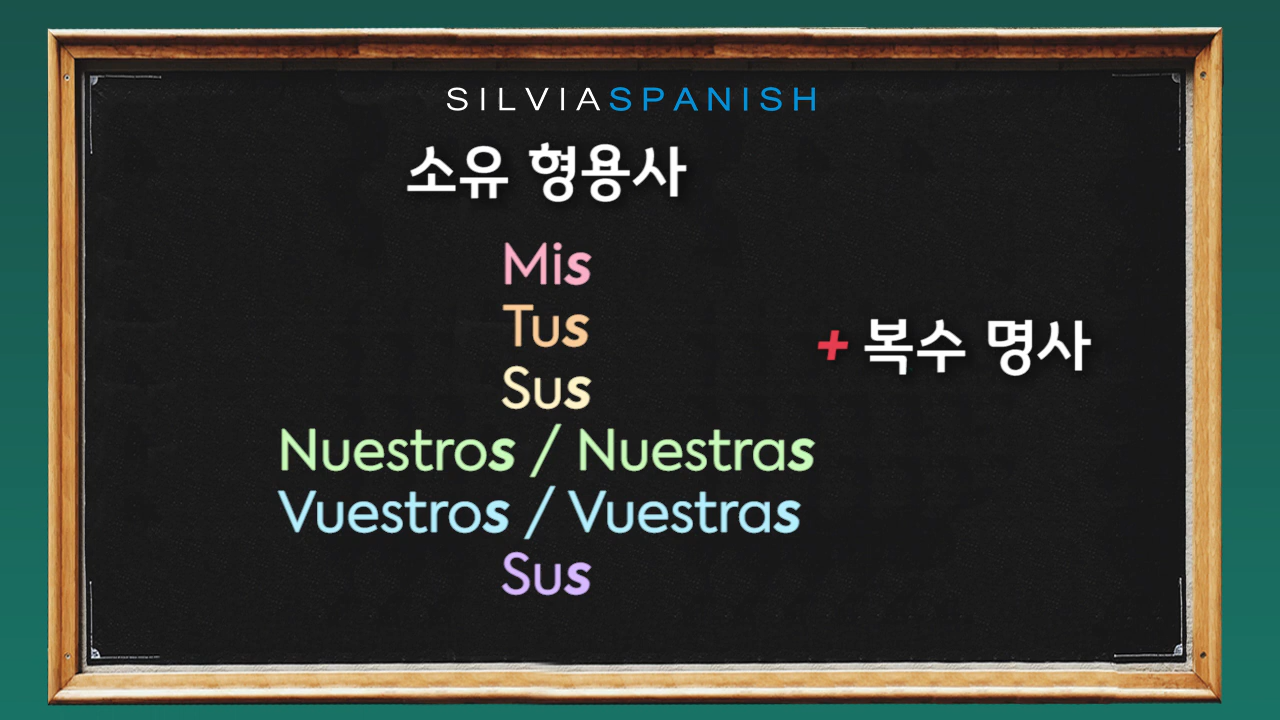 SILVIASPANISH
소유 형용사
Mis
Tus
Sus
+ 복수 명사
Nuestros / Nuestras
Vuestros / Vuestras
Sus